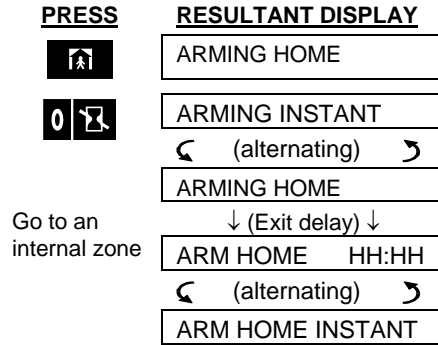 PRESS RESULTANT DISPLAY
ARMING HOME
0 ARMING INSTANT
(alternating)
ARMING HOME
Go to an internal zone
↓ (Exit delay) ↓
ARM HOME HH:HH
(alternating)
ARM HOME INSTANT